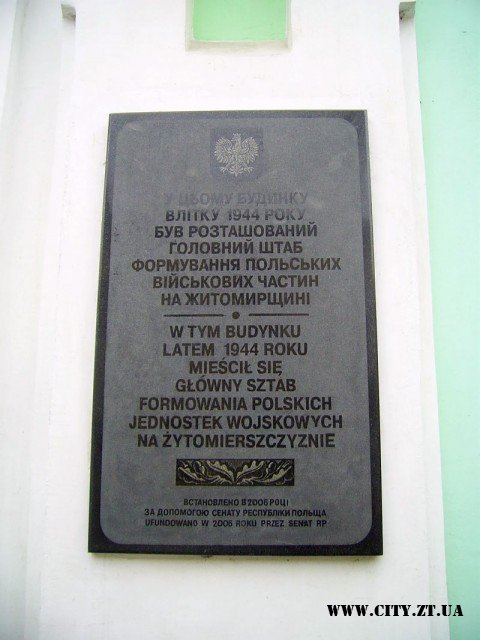 У ЦЬОМУ БУДИНКУ
ВЛІТКУ 1944 РОКУ
БУВ РОЗТАШОВАНИЙ
ГОЛОВНИЙ ШТАБ
ФОРМУВАННЯ ПОЛЬСЬКИХ
ВІЙСЬКОВИХ ЧАСТИН
НА ЖИТОМИРЩИНІ
W TYM BUDYNKU
LATEM 1944 ROKU
MIEŚCIŁ SIĘ
GŁÓWNY SZTAB
FORMOWANIA POLSKICH
JEDNOSTEK WOJSKOWYCH
NA ŻYTOMIERSZCZYZNIE
ВСТАНОВЛЕНО В 2006 РОЦІ
ЗА ДОПОМОГОЮ СЕНАТУ РЕСПУБЛІКИ ПОЛЬЩА
UFUNDOWANO W 2006 ROKU PRZEZ SENAT RP
WWW.CITY.ZT.UA